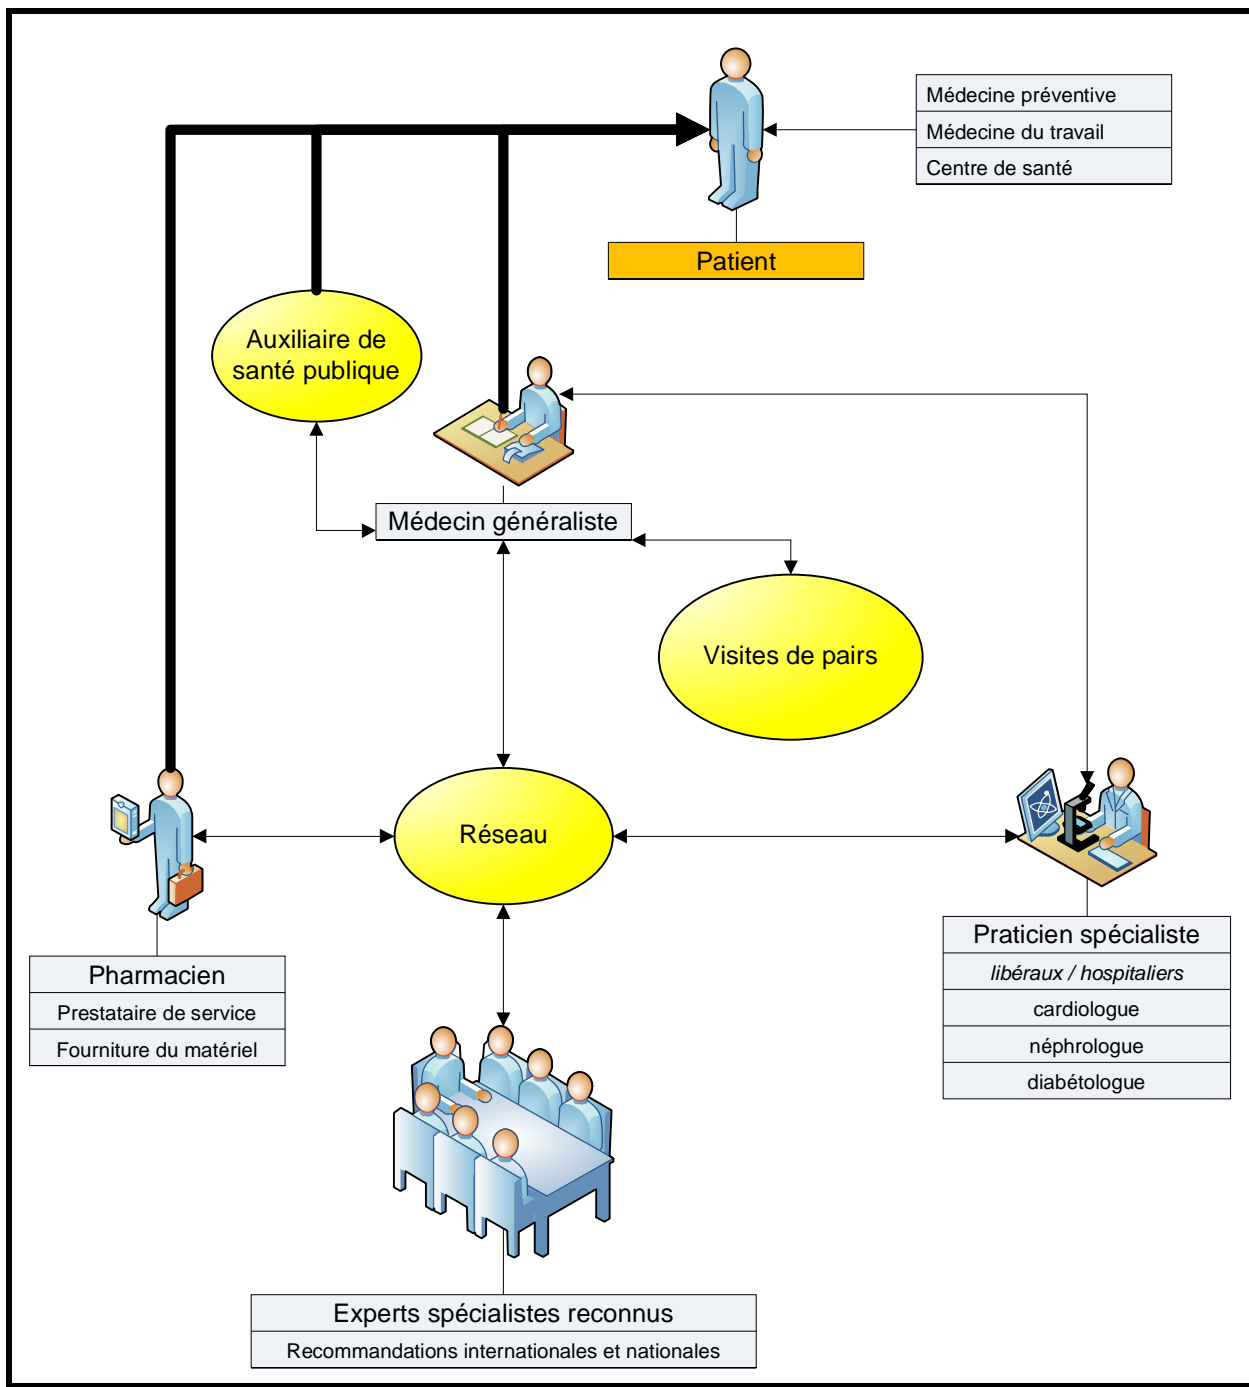 Médecine préventive
Médecine du travail
Centre de santé
Patient
Auxiliaire de
santé publique
Médecin généraliste
Visites de pairs
Réseau
Pharmacien
Prestataire de service
Fourniture du matériel
Praticien spécialiste
libéraux / hospitaliers
cardiologue
néphrologue
diabétologue
Experts spécialistes reconnus
Recommandations internationales et nationales